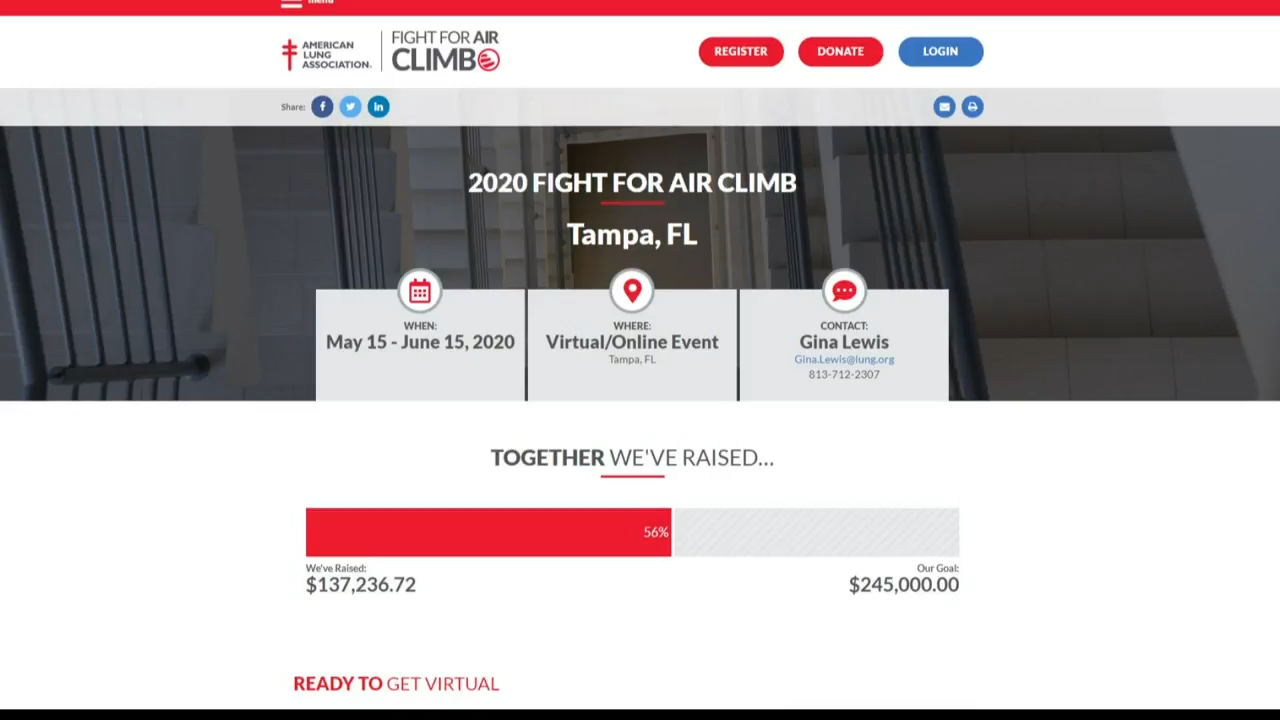 menu
AMERICAN
LUNG
ASSOCIATION.
FIGHT FOR AIR
CLIMB
REGISTER
DONATE
LOGIN
Share:
2020 FIGHT FOR AIR CLIMB
Tampa, FL
WHEN:
May 15 - June 15, 2020
WHERE:
Virtual/Online Event
Tampa, FL
CONTACT:
Gina Lewis
Gina.Lewis@lung.org
813-712-2307
TOGETHER WE'VE RAISED...
56%
We've Raised:
$137,236.72
Our Goal:
$245,000.00
READY TO GET VIRTUAL